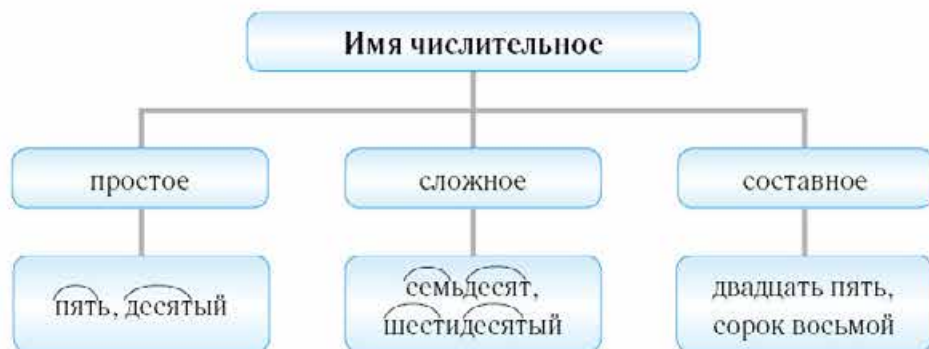 Имя числительное
простое
сложное
составное
пять, десятый
семьдесят,
шестидесятый
двадцать пять,
сорок восьмой